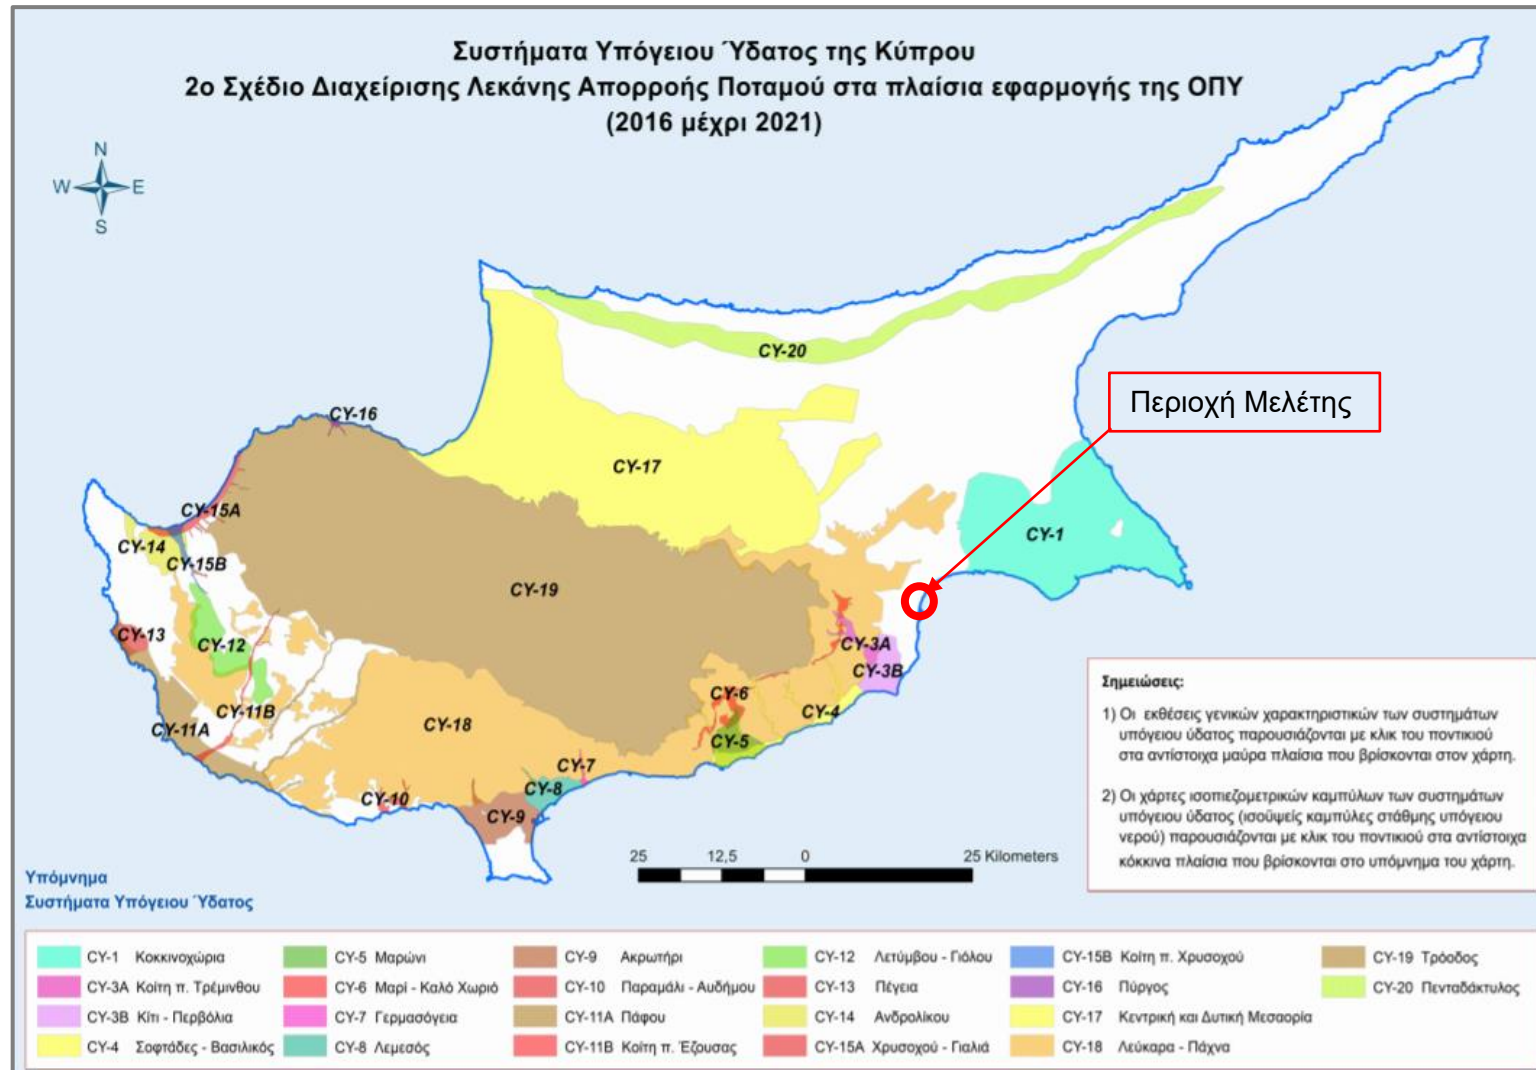 Συστήματα Υπόγειου Ύδατος της Κύπρου
2ο Σχέδιο Διαχείρισης Λεκάνης Απορροής Ποταμού στα πλαίσια εφαρμογής της ΟΠΥ
(2016 μέχρι 2021)
N
W E
S
CY-20
Περιοχή Μελέτης
CY-16
CY-17
CY-15A
CY-1
CY-14
CY-15B
CY-19
CY-13
CY-12
CY-3A
CY-3B
CY-6
CY-11B
CY-4
CY-18
CY-11A
CY-5
CY-7
CY-8
CY-10
CY-9
Σημειώσεις:
1) Οι εκθέσεις γενικών χαρακτηριστικών των συστημάτων
υπόγειου ύδατος παρουσιάζονται με κλικ του ποντικιού
στα αντίστοιχα μαύρα πλαίσια που βρίσκονται στον χάρτη.
2) Οι χάρτες ισοπιεζομετρικών καμπύλων των συστημάτων
υπόγειου ύδατος (ισοϋψείς καμπύλες στάθμης υπόγειου
νερού) παρουσιάζονται με κλικ του ποντικιού στα αντίστοιχα
κόκκινα πλαίσια που βρίσκονται στο υπόμνημα του χάρτη.
25 12,5 0 25 Kilometers
Υπόμνημα
Συστήματα Υπόγειου Ύδατος
CY-1 Κοκκινοχώρια CY-5 Μαρώνι CY-9 Ακρωτήρι CY-12 Λετύμβου - Γιόλου CY-15B Κοίτη π. Χρυσοχού CY-19 Τρόοδος
CY-3A Κοίτη π. Τρέμινθου CY-6 Μαρί - Καλό Χωριό CY-10 Παραμάλι - Αυδήμου CY-13 Πέγεια CY-16 Πύργος CY-20 Πενταδάκτυλος
CY-3B Κίτι - Περβόλια CY-7 Γερμασόγεια CY-11A Πάφου CY-14 Ανδρολίκου CY-17 Κεντρική και Δυτική Μεσαορία
CY-4 Σοφτάδες - Βασιλικός CY-8 Λεμεσός CY-11B Κοίτη π. Έζουσας CY-15A Χρυσοχού - Γιαλιά CY-18 Λεύκαρα - Πάχνα